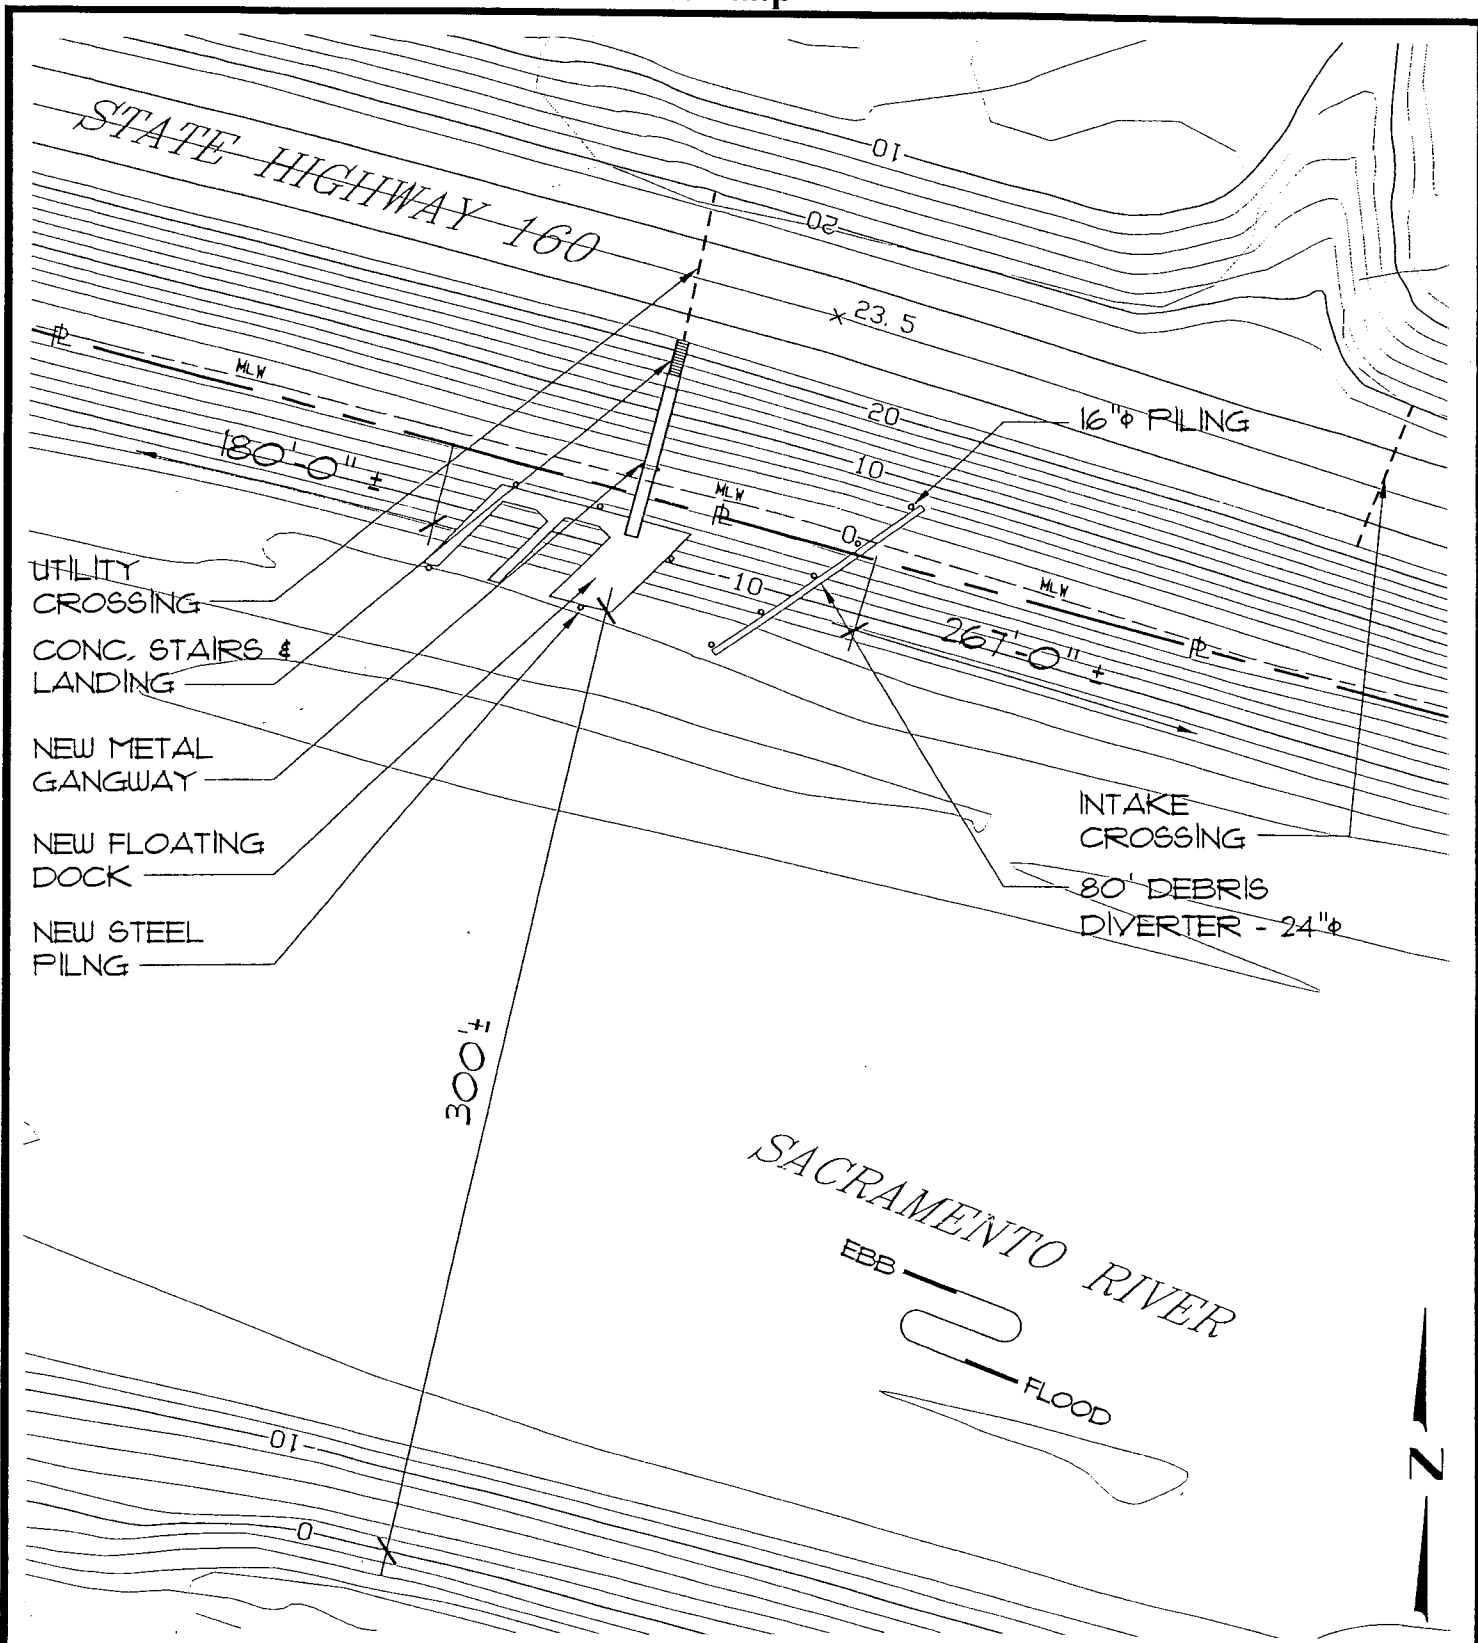 STATE HIGHWAY 160
10
20
23.5
20
16"φ PILING
10
℄
MLW
180'-0" ±
MLW
0
-10
MLW
267'-0" ±
UTILITY
CROSSING
CONC. STAIRS &
LANDING
NEW METAL
GANGWAY
NEW FLOATING
DOCK
NEW STEEL
PILNG
INTAKE
CROSSING
80' DEBRIS
DIVERTER - 24"φ
300'±
SACRAMENTO RIVER
EBB
FLOOD
-10
0
N